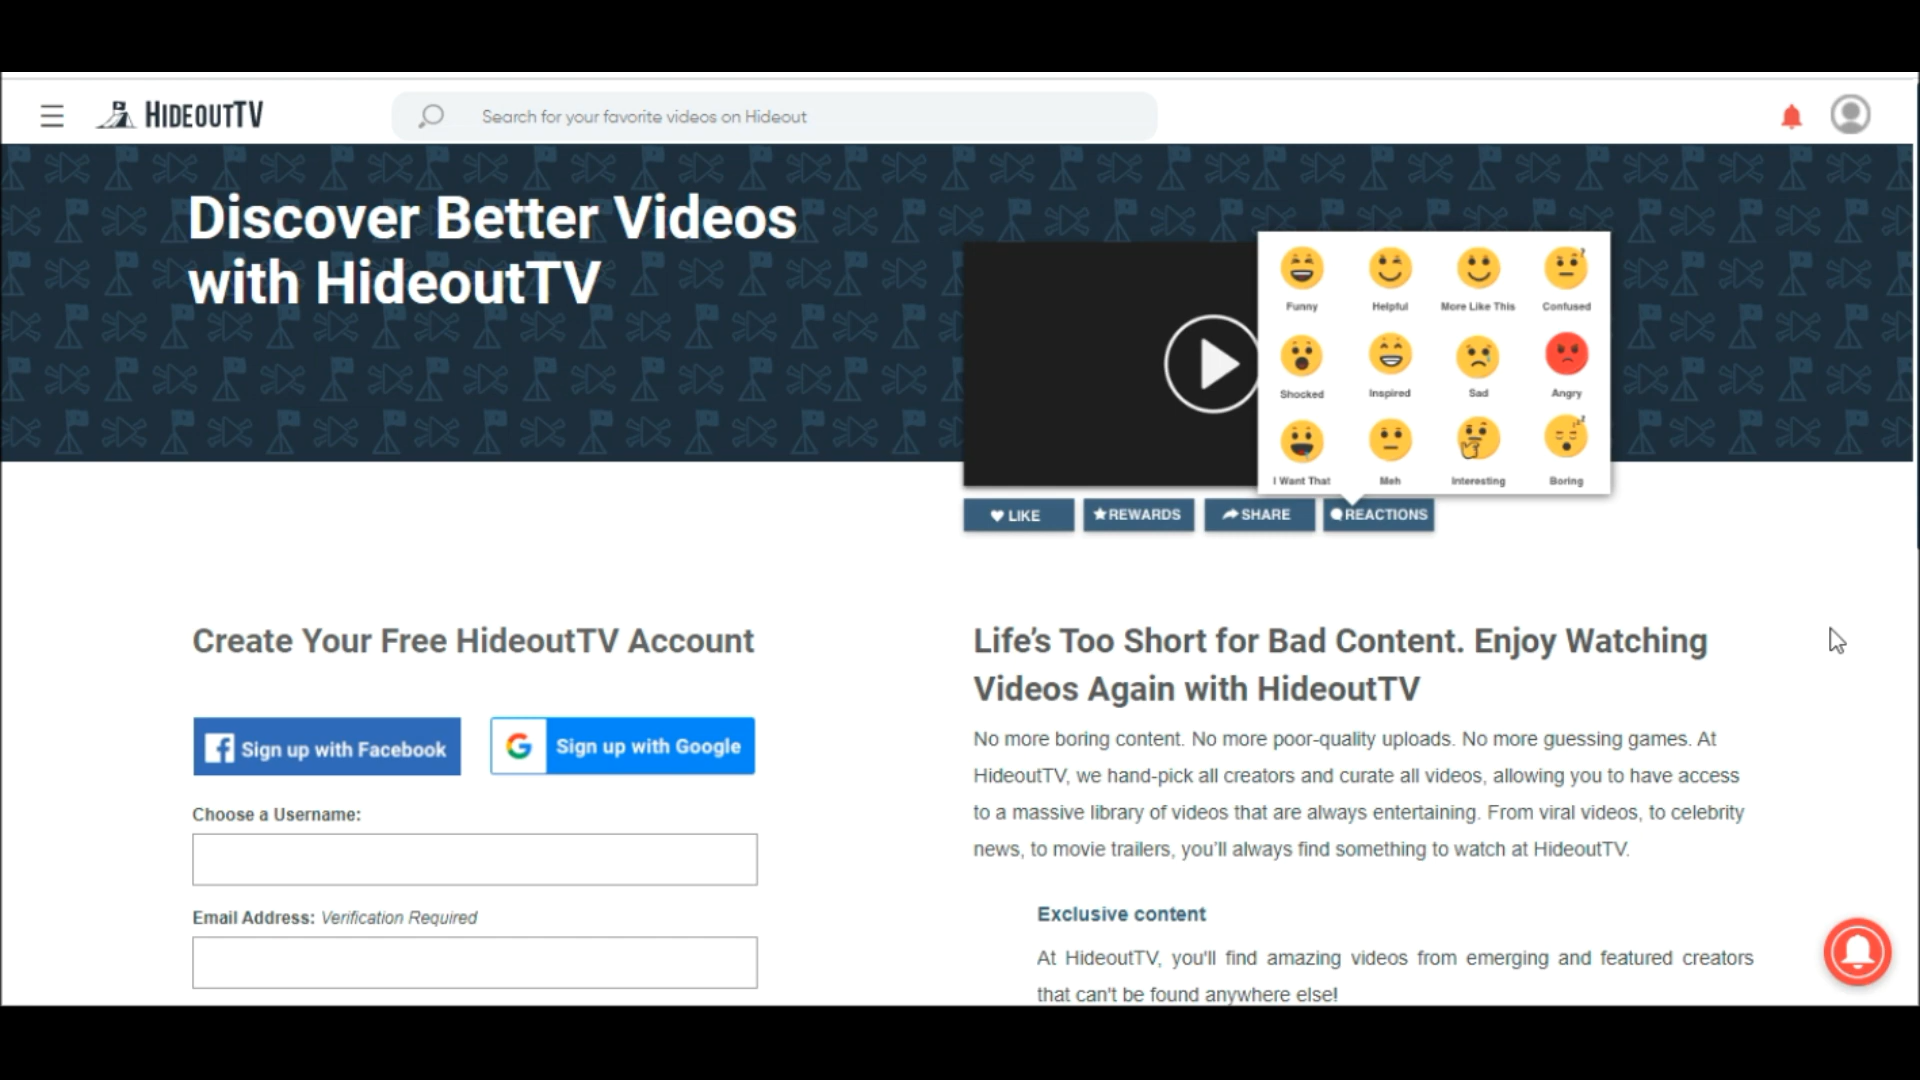 HIDEOUTTV
Search for your favorite videos on Hideout
Discover Better Videos
with HideoutTV
Funny
Helpful
More Like This
Confused
Shocked
Inspired
Sad
Angry
I Want That
Meh
Interesting
Boring
LIKE
REWARDS
SHARE
REACTIONS
Create Your Free HideoutTV Account
Sign up with Facebook
Sign up with Google
Choose a Username:
Email Address: Verification Required
Life's Too Short for Bad Content. Enjoy Watching
Videos Again with HideoutTV
No more boring content. No more poor-quality uploads. No more guessing games. At
HideoutTV, we hand-pick all creators and curate all videos, allowing you to have access
to a massive library of videos that are always entertaining. From viral videos, to celebrity
news, to movie trailers, you'll always find something to watch at HideoutTV.
Exclusive content
At HideoutTV, you'll find amazing videos from emerging and featured creators
that can't be found anywhere else!